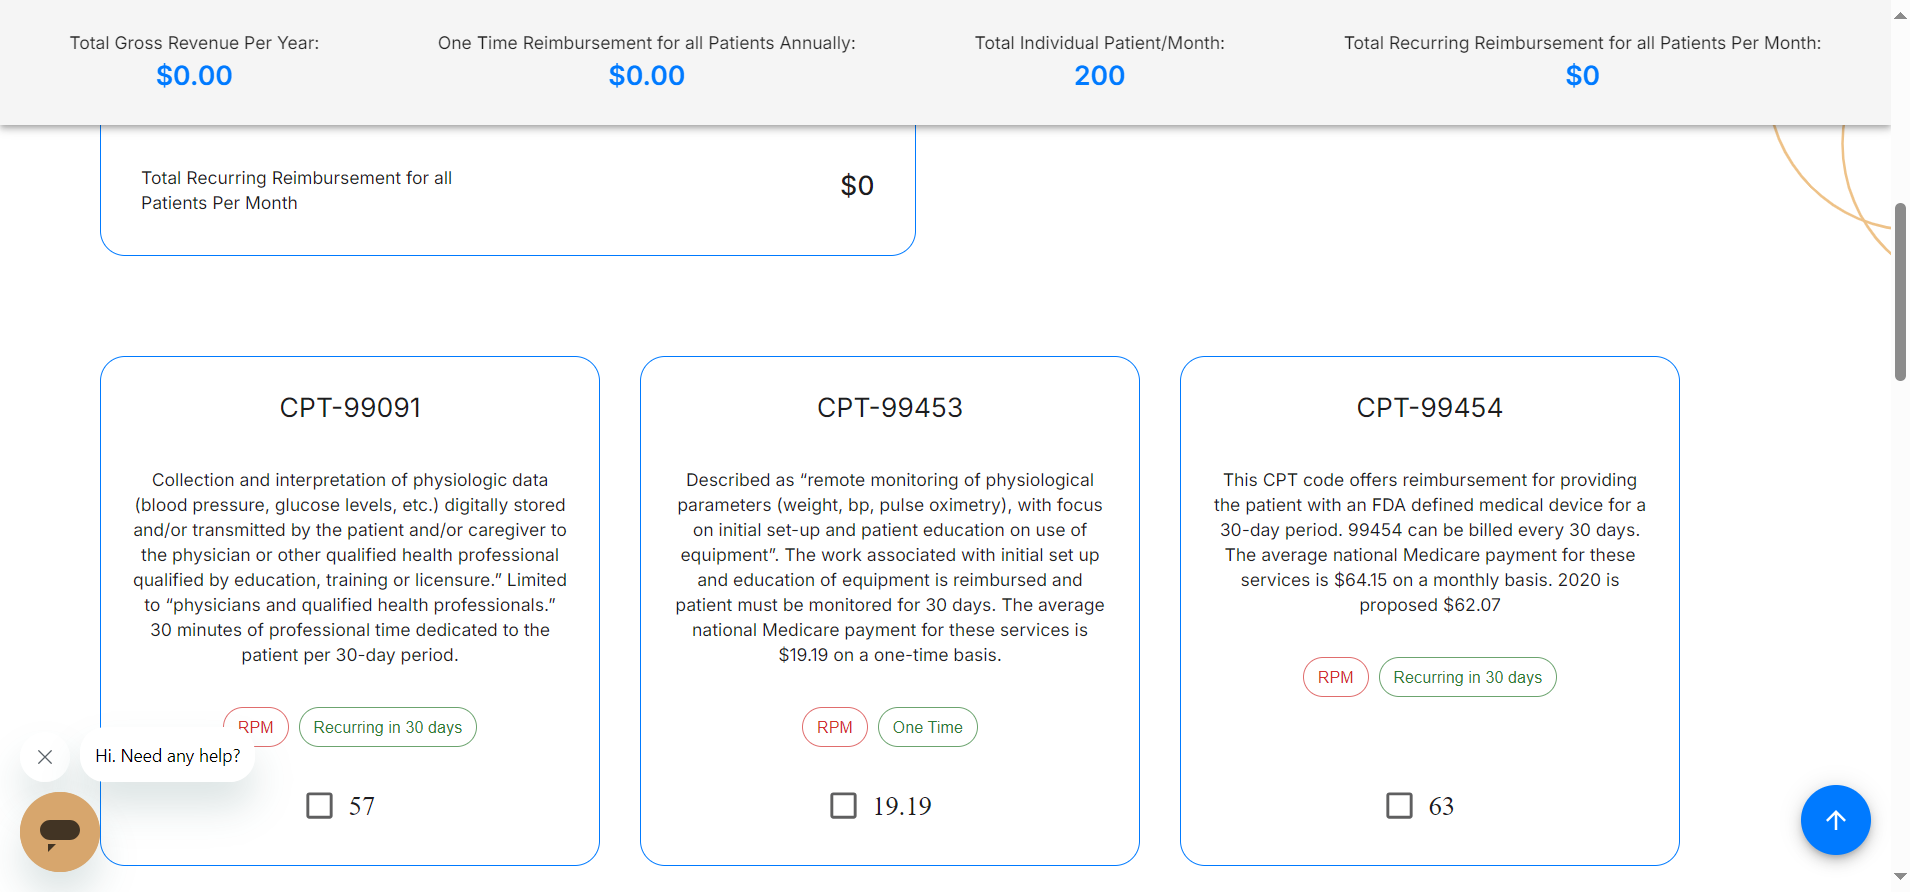 Total Gross Revenue Per Year:
$0.00
One Time Reimbursement for all Patients Annually:
$0.00
Total Individual Patient/Month:
200
Total Recurring Reimbursement for all Patients Per Month:
$0
Total Recurring Reimbursement for all
Patients Per Month
$0
CPT-99091
Collection and interpretation of physiologic data
(blood pressure, glucose levels, etc.) digitally stored
and/or transmitted by the patient and/or caregiver to
the physician or other qualified health professional
qualified by education, training or licensure.” Limited
to “physicians and qualified health professionals.”
30 minutes of professional time dedicated to the
patient per 30-day period.
RPM
Recurring in 30 days
57
CPT-99453
Described as “remote monitoring of physiological
parameters (weight, bp, pulse oximetry), with focus
on initial set-up and patient education on use of
equipment”. The work associated with initial set up
and education of equipment is reimbursed and
patient must be monitored for 30 days. The average
national Medicare payment for these services is
$19.19 on a one-time basis.
RPM
One Time
19.19
CPT-99454
This CPT code offers reimbursement for providing
the patient with an FDA defined medical device for a
30-day period. 99454 can be billed every 30 days.
The average national Medicare payment for these
services is $64.15 on a monthly basis. 2020 is
proposed $62.07
RPM
Recurring in 30 days
63
Hi. Need any help?